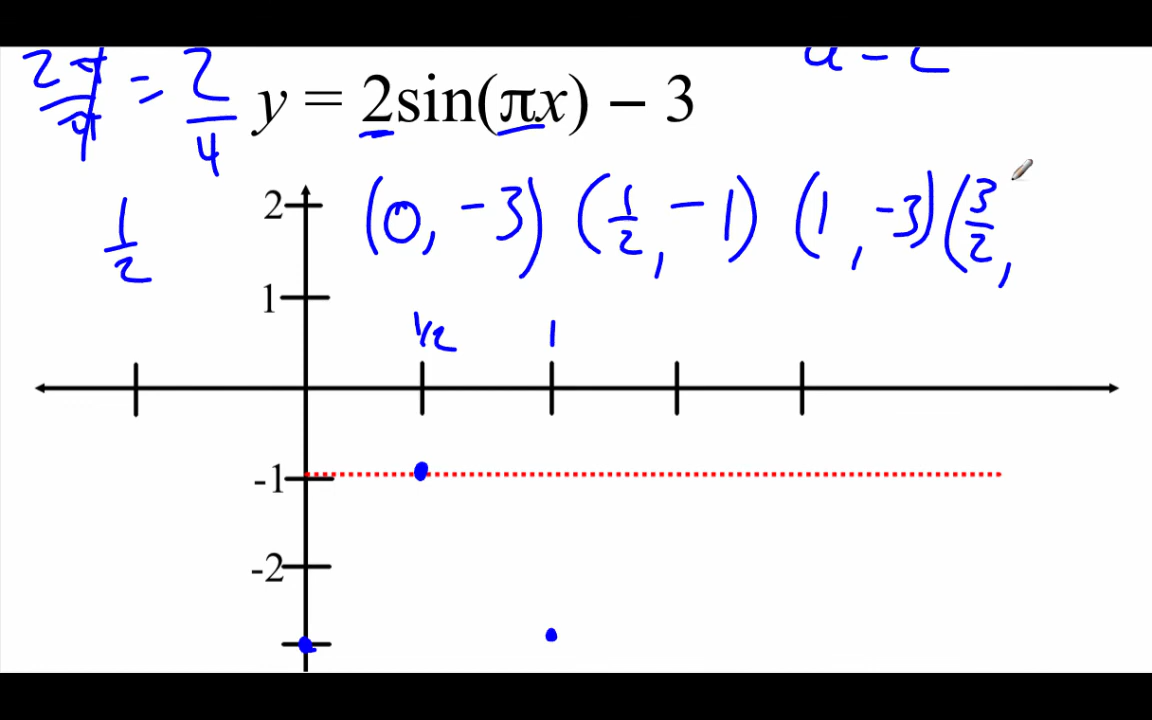 2π/π = 2/4 y = 2sin(πx) – 3
1/2 2 (0, -3) (1/2, -1) (1, -3) (3/2,
1
1/2 1
-1
-2